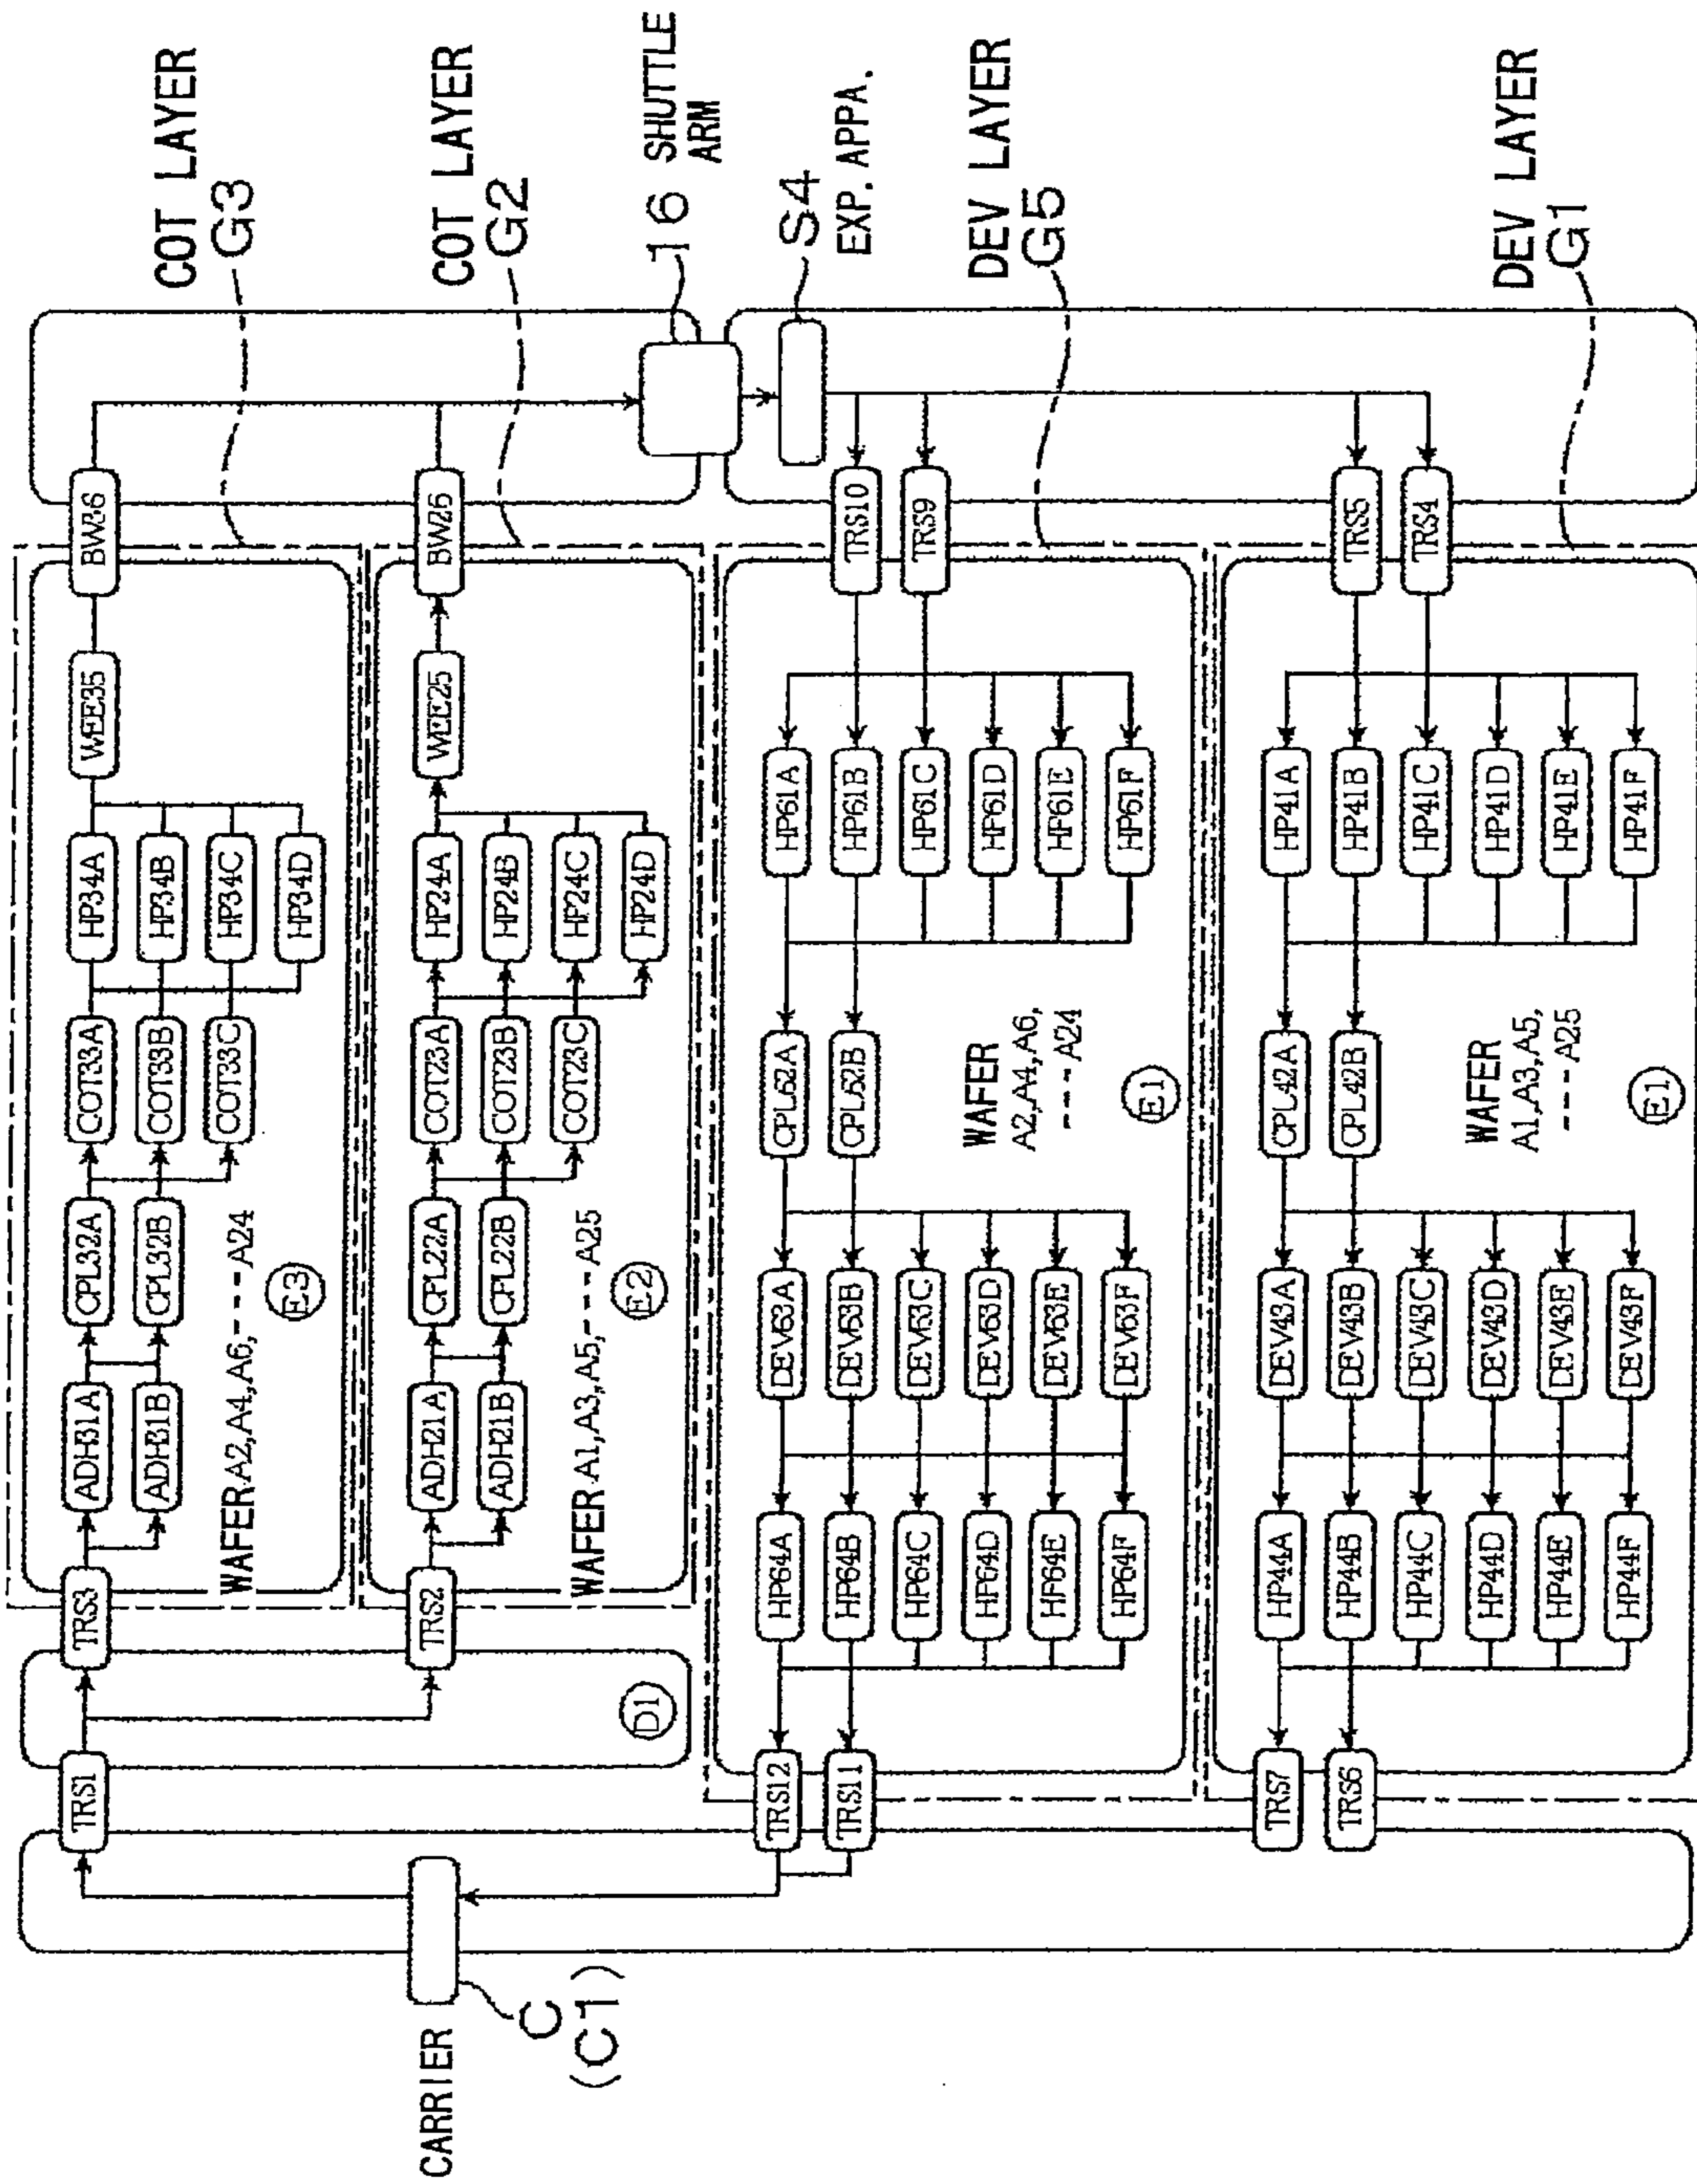 CARRIER
C
(C1)
TRS1
D1
TRS3
ADH31A
ADH31B
CPL32A
CPL32B
COT33A
COT33B
COT33C
HP34A
HP34B
HP34C
HP34D
WEE35
BW36
WAFER A2,A4,A6,---A24
E3
COT LAYER
G3
TRS2
ADH21A
ADH21B
CPL22A
CPL22B
COT23A
COT23B
COT23C
HP24A
HP24B
HP24C
HP24D
WEE25
BW26
WAFER A1,A3,A5,---A25
E2
COT LAYER
G2
16 SHUTTLE
ARM
S4
EXP. APPA.
TRS12
TRS11
HP64A
HP64B
HP64C
HP64D
HP64E
HP64F
DEV63A
DEV63B
DEV63C
DEV63D
DEV63E
DEV63F
CPL62A
CPL62B
HP61A
HP61B
HP61C
HP61D
HP61E
HP61F
TRS10
TRS9
WAFER
A2,A4,A6,
---A24
E1
DEV LAYER
G5
TRS7
TRS6
HP44A
HP44B
HP44C
HP44D
HP44E
HP44F
DEV43A
DEV43B
DEV43C
DEV43D
DEV43E
DEV43F
CPL42A
CPL42B
HP41A
HP41B
HP41C
HP41D
HP41E
HP41F
TRS5
TRS4
WAFER
A1,A3,A5,
---A25
E1
DEV LAYER
G1